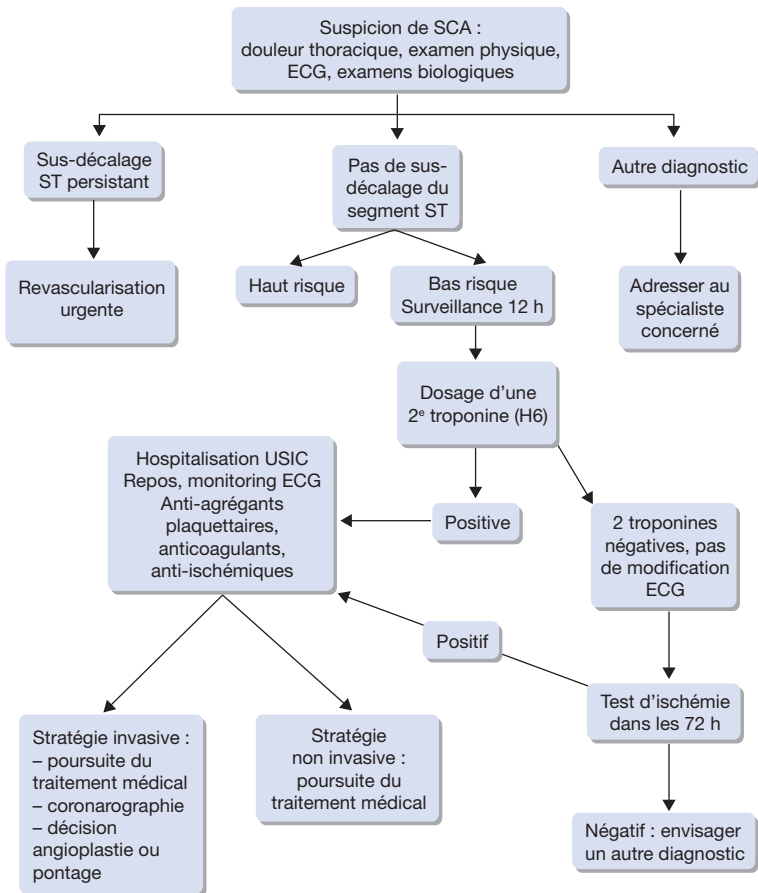 Suspicion de SCA :
douleur thoracique, examen physique,
ECG, examens biologiques
Sus-décalage
ST persistant
Pas de sus-
décalage du
segment ST
Autre diagnostic
Revascularisation
urgente
Haut risque
Bas risque
Surveillance 12 h
Adresser au
spécialiste
concerné
Dosage d’une
2e troponine (H6)
Hospitalisation USIC
Repos, monitoring ECG
Anti-agrégants
plaquettaires,
anticoagulants,
anti-ischémiques
Positive
2 troponines
négatives, pas
de modification
ECG
Positif
Test d’ischémie
dans les 72 h
Stratégie invasive :
– poursuite du
traitement médical
– coronarographie
– décision
angioplastie ou
pontage
Stratégie
non invasive :
poursuite du
traitement médical
Négatif : envisager
un autre diagnostic